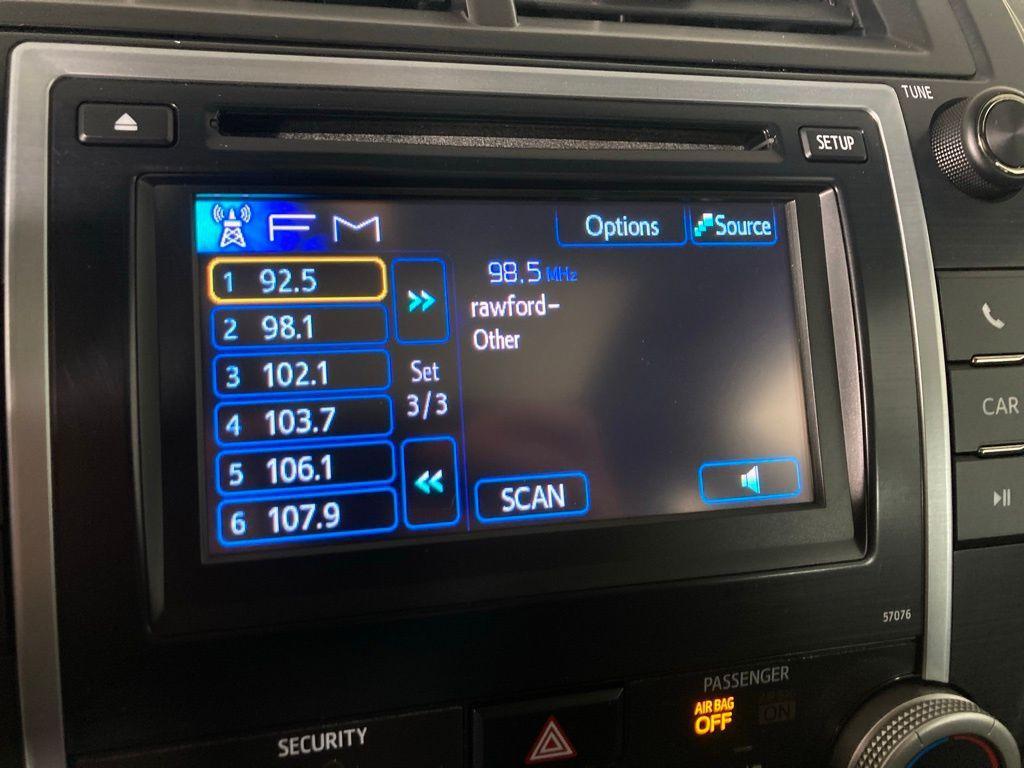 TUNE
SETUP
FM
Options
Source
1 92.5
2 98.1
3 102.1
4 103.7
5 106.1
6 107.9
Set
3/3
98.5 MHz
rawford-
Other
SCAN
CAR
57076
PASSENGER
AIR BAG
OFF
ON
SECURITY